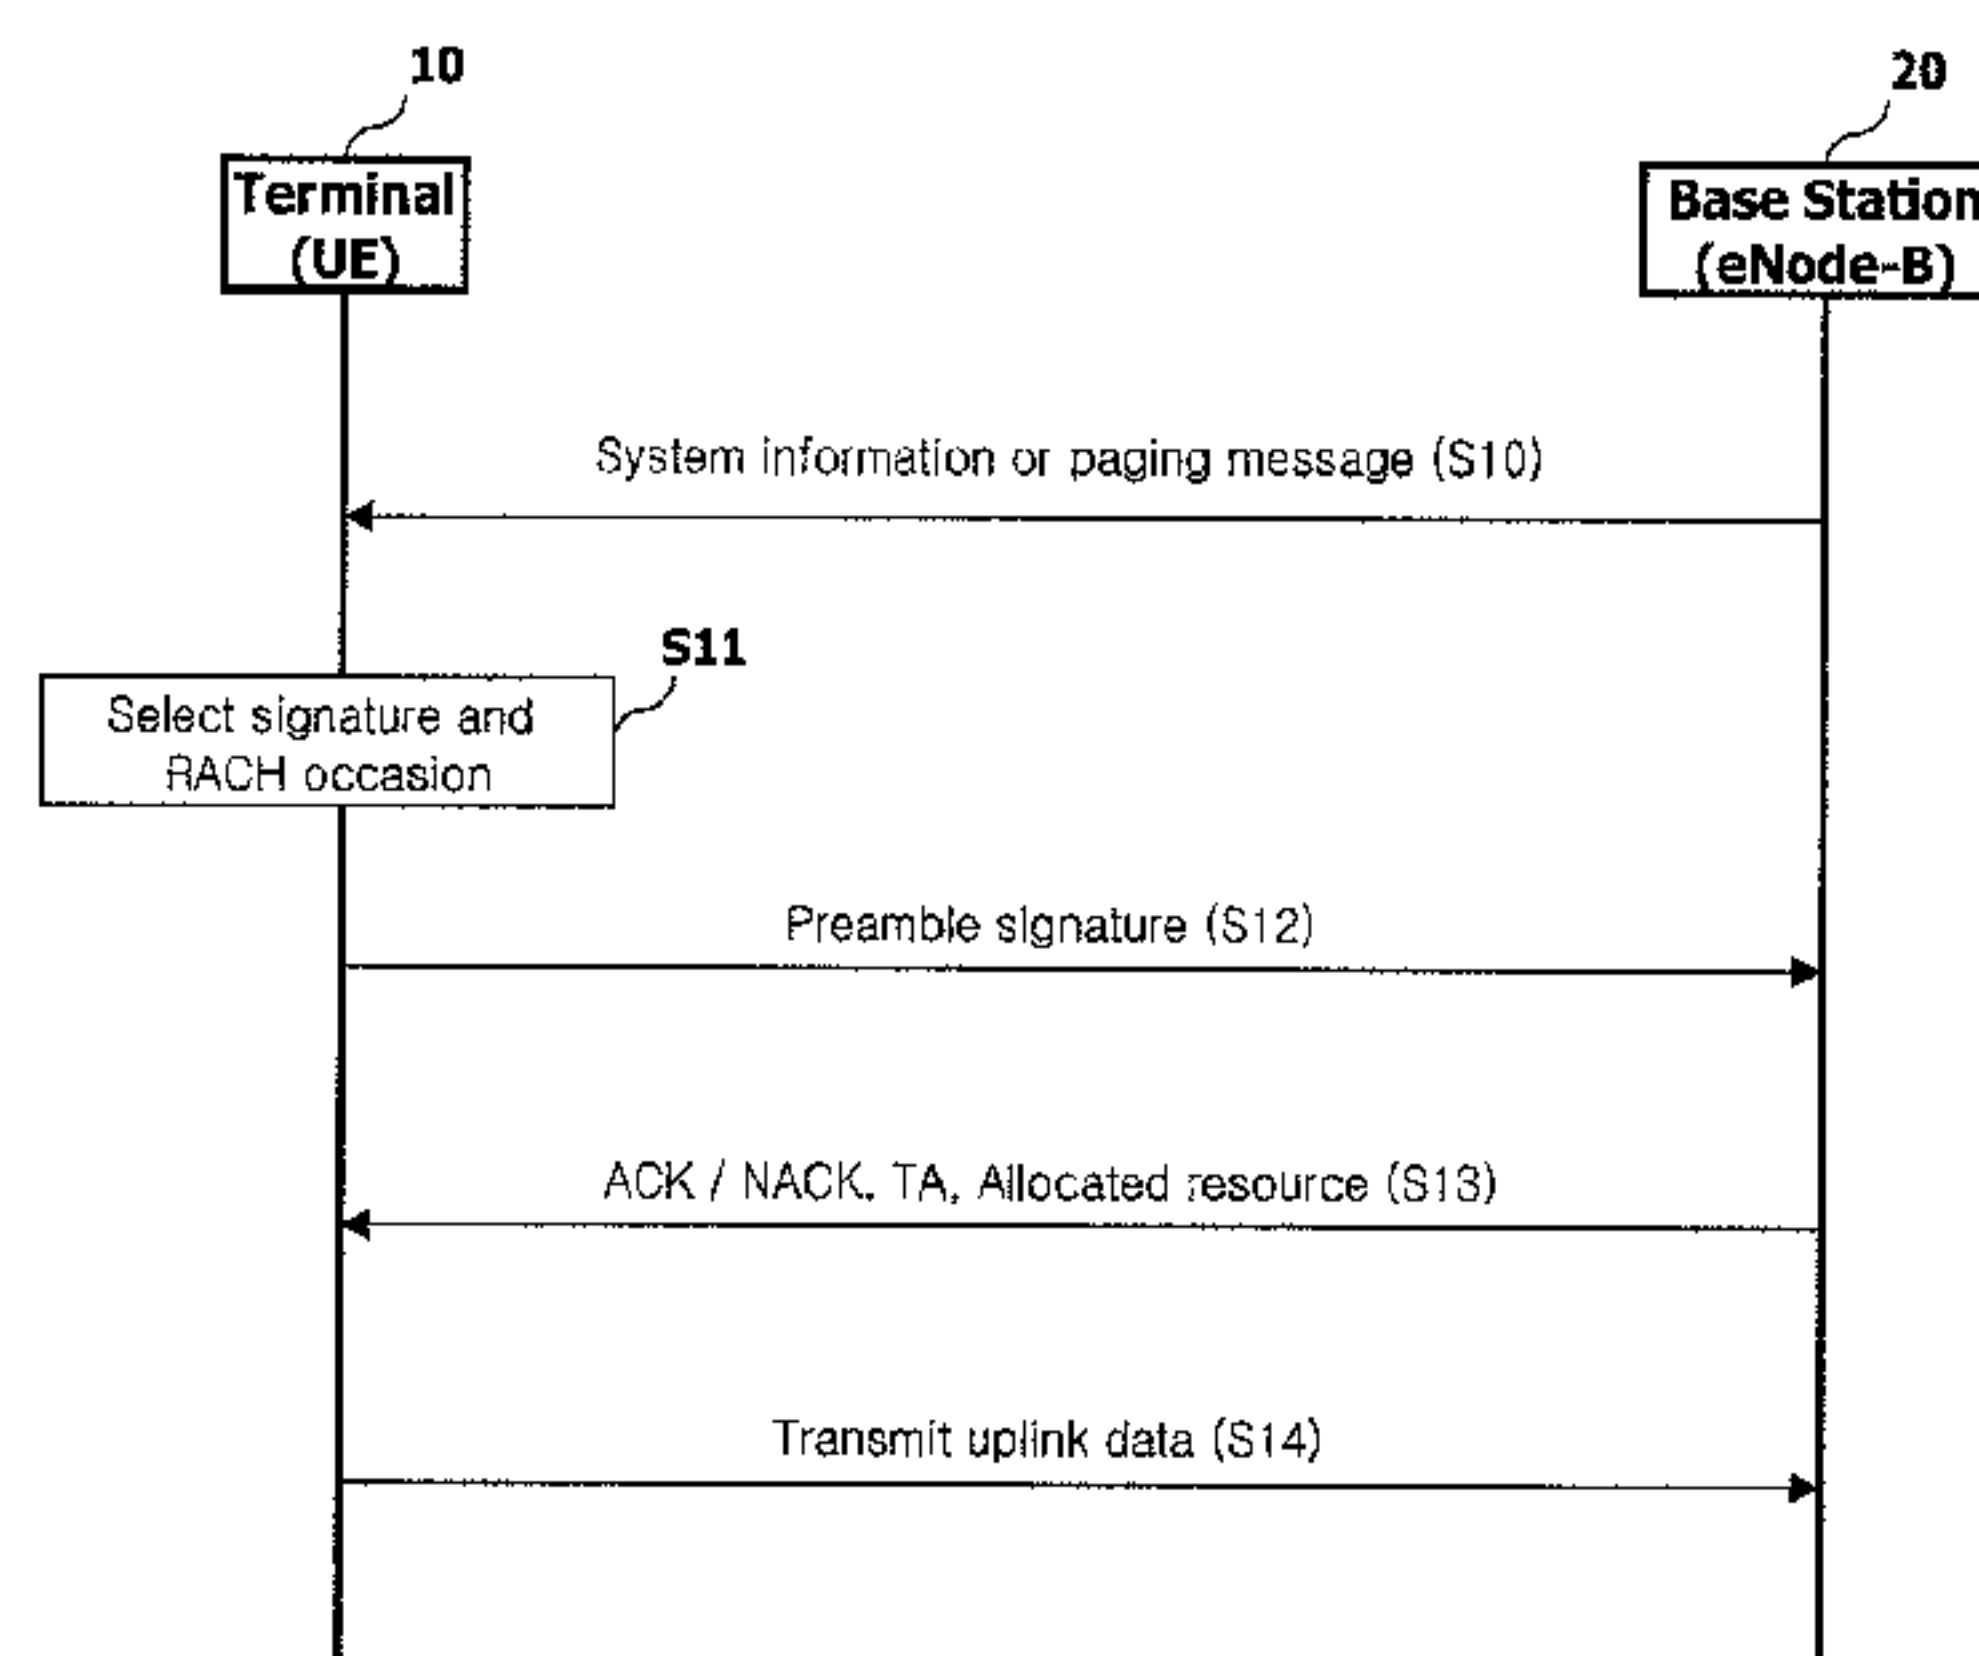 10
20
Terminal
(UE)
Base Station
(eNode-B)
System information or paging message (S10)
S11
Select signature and
RACH occasion
Preamble signature (S12)
ACK / NACK. TA, Allocated resource (S13)
Transmit uplink data (S14)